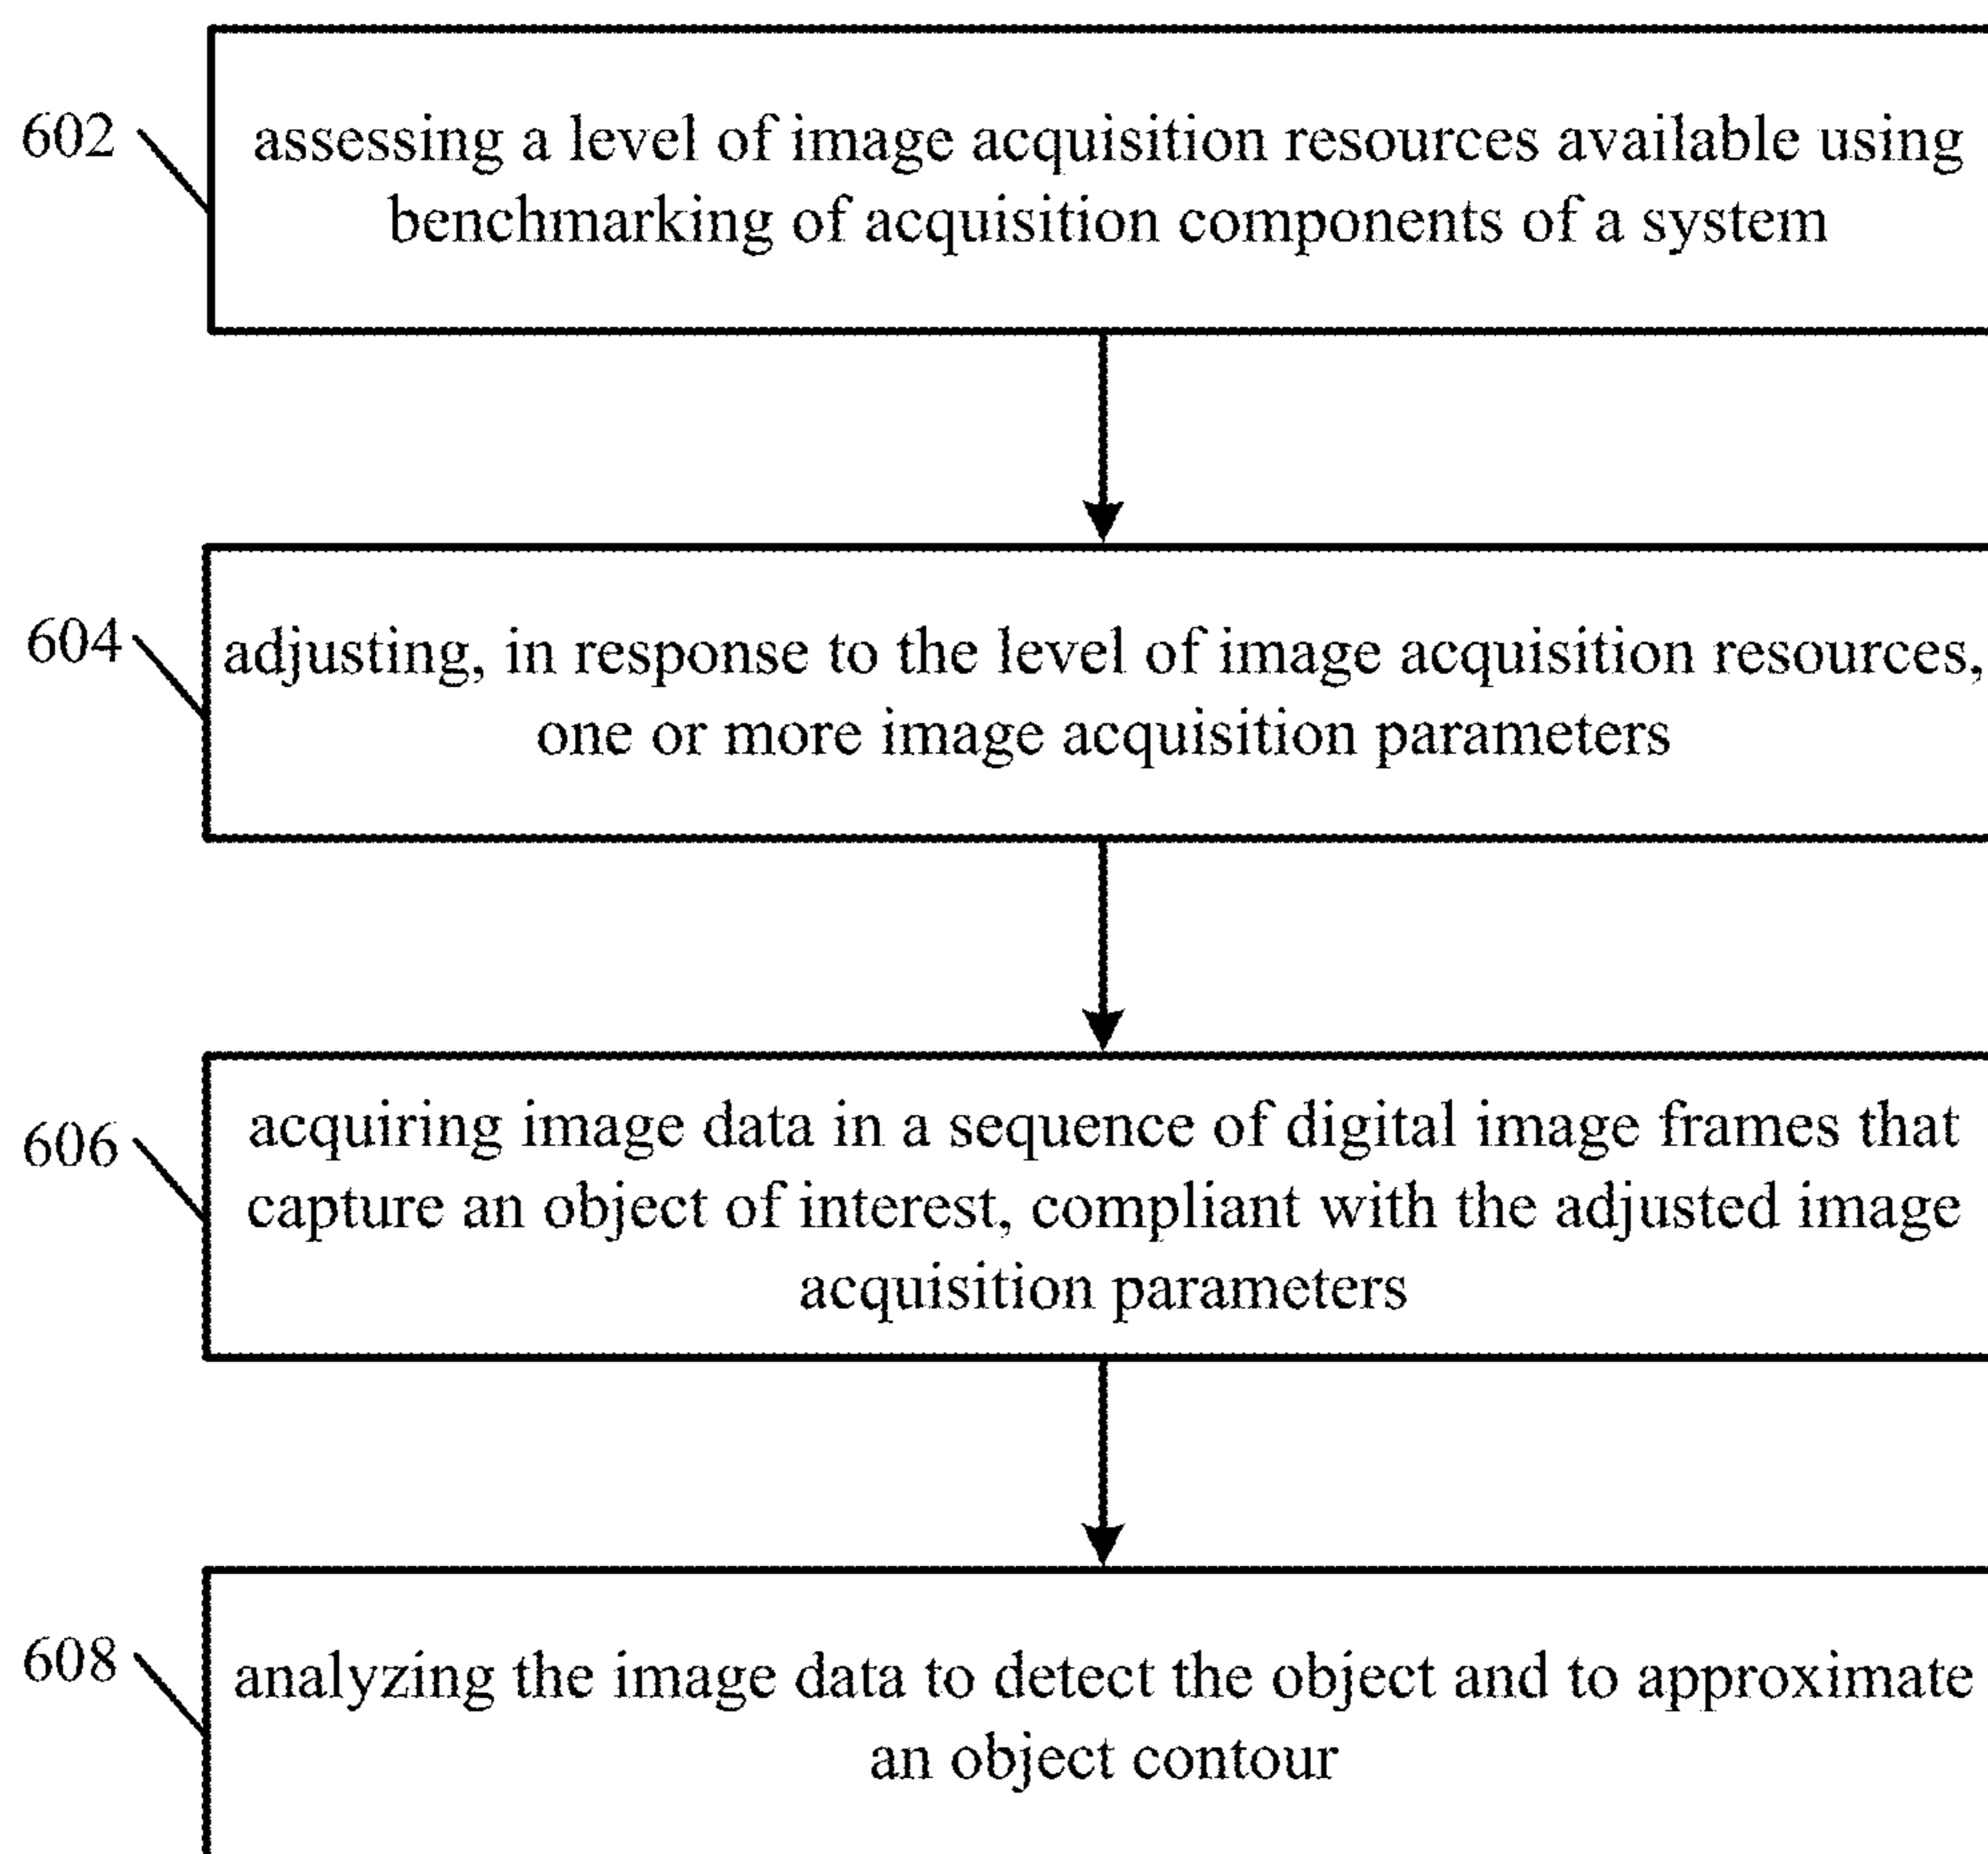 602
assessing a level of image acquisition resources available using
benchmarking of acquisition components of a system
604
adjusting, in response to the level of image acquisition resources,
one or more image acquisition parameters
606
acquiring image data in a sequence of digital image frames that
capture an object of interest, compliant with the adjusted image
acquisition parameters
608
analyzing the image data to detect the object and to approximate
an object contour